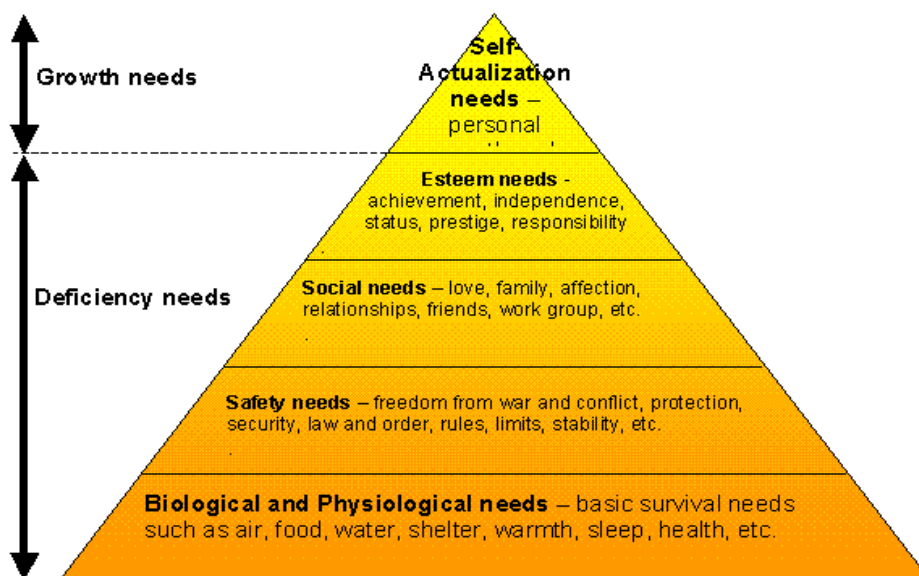 Growth needs
Self-
Actualization
needs –
personal
Esteem needs -
achievement, independence,
status, prestige, responsibility
Deficiency needs
Social needs – love, family, affection,
relationships, friends, work group, etc.
Safety needs – freedom from war and conflict, protection,
security, law and order, rules, limits, stability, etc.
Biological and Physiological needs – basic survival needs
such as air, food, water, shelter, warmth, sleep, health, etc.